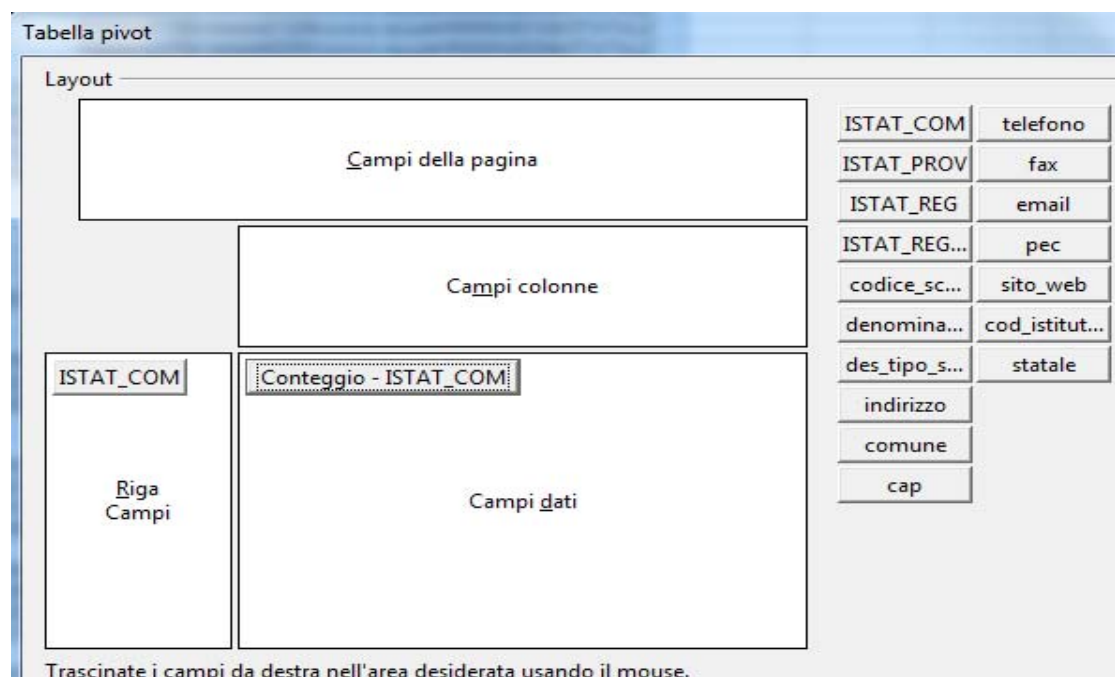 Tabella pivot
Layout
Campi della pagina
Campi colonne
ISTAT_COM
Conteggio - ISTAT_COM
Riga
Campi
Campi dati
ISTAT_COM telefono
ISTAT_PROV fax
ISTAT_REG email
ISTAT_REG... pec
codice_sc... sito_web
denomina... cod_istitut...
des_tipo_s... statale
indirizzo
comune
cap
Trascinate i campi da destra nell'area desiderata usando il mouse.